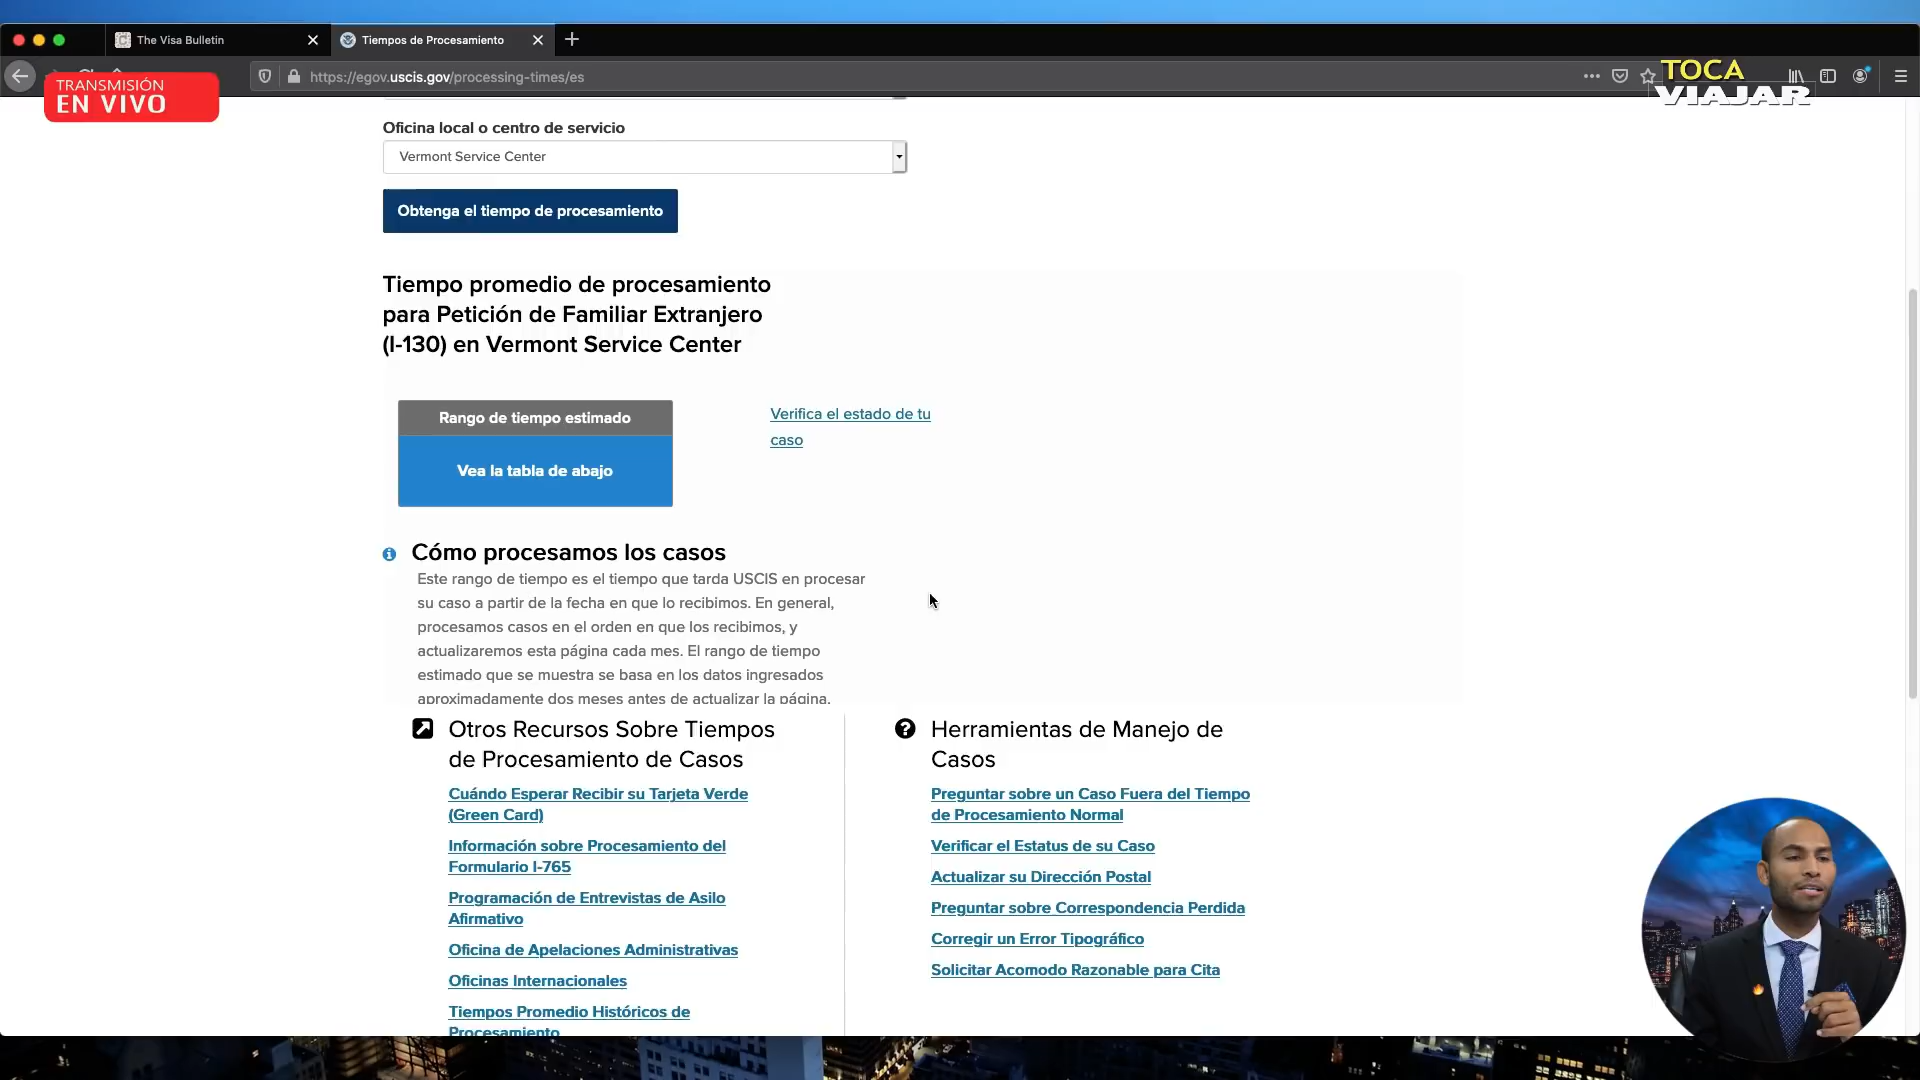 The Visa Bulletin
Tiempos de Procesamiento
https://egov.uscis.gov/processing-times/es
TRANSMISIÓN
EN VIVO
TOCA
VIAJAR
Oficina local o centro de servicio
Vermont Service Center
Obtenga el tiempo de procesamiento
Tiempo promedio de procesamiento
para Petición de Familiar Extranjero
(I-130) en Vermont Service Center
Rango de tiempo estimado
Vea la tabla de abajo
Verifica el estado de tu
caso
Cómo procesamos los casos
Este rango de tiempo es el tiempo que tarda USCIS en procesar
su caso a partir de la fecha en que lo recibimos. En general,
procesamos casos en el orden en que los recibimos, y
actualizaremos esta página cada mes. El rango de tiempo
estimado que se muestra se basa en los datos ingresados
aproximadamente dos meses antes de actualizar la página.
Otros Recursos Sobre Tiempos
de Procesamiento de Casos
Cuándo Esperar Recibir su Tarjeta Verde
(Green Card)
Información sobre Procesamiento del
Formulario I-765
Programación de Entrevistas de Asilo
Afirmativo
Oficina de Apelaciones Administrativas
Oficinas Internacionales
Tiempos Promedio Históricos de
Procesamiento
Herramientas de Manejo de
Casos
Preguntar sobre un Caso Fuera del Tiempo
de Procesamiento Normal
Verificar el Estatus de su Caso
Actualizar su Dirección Postal
Preguntar sobre Correspondencia Perdida
Corregir un Error Tipográfico
Solicitar Acomodo Razonable para Cita